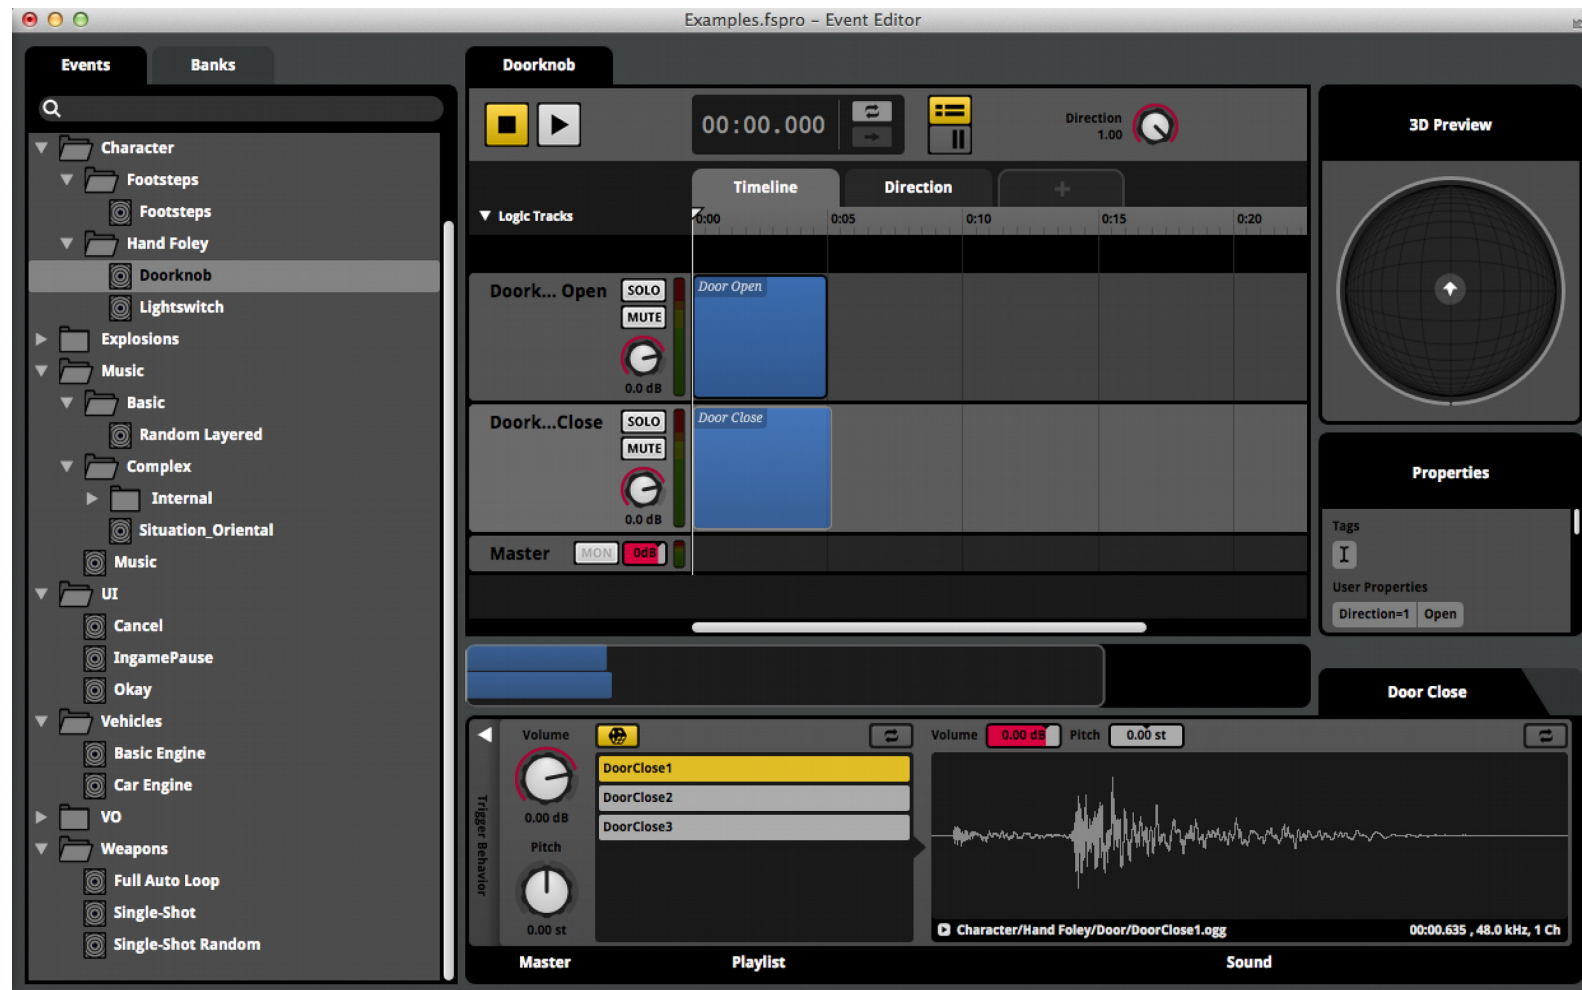 Examples.fspro – Event Editor
Events
Banks
Character
Footsteps
Footsteps
Hand Foley
Doorknob
Lightswitch
Explosions
Music
Basic
Random Layered
Complex
Internal
Situation_Oriental
Music
UI
Cancel
IngamePause
Okay
Vehicles
Basic Engine
Car Engine
VO
Weapons
Full Auto Loop
Single-Shot
Single-Shot Random
Doorknob
00:00.000
Direction
1.00
Timeline
Direction
Logic Tracks
0:00 0:05 0:10 0:15 0:20
Doork... Open
SOLO
MUTE
0.0 dB
Door Open
Doork...Close
SOLO
MUTE
0.0 dB
Door Close
Master
MON
0dB
3D Preview
Properties
Tags
User Properties
Direction=1 Open
Door Close
Trigger Behavior
Volume
0.00 dB
Pitch
0.00 st
Master
DoorClose1
DoorClose2
DoorClose3
Playlist
Volume 0.00 dB Pitch 0.00 st
Character/Hand Foley/Door/DoorClose1.ogg
00:00.635 , 48.0 kHz, 1 Ch
Sound